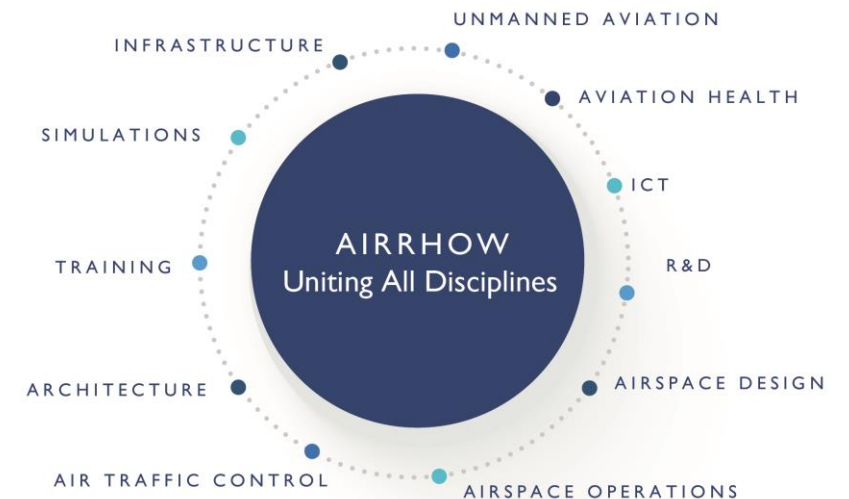 UNMANNED AVIATION
INFRASTRUCTURE
AVIATION HEALTH
SIMULATIONS
ICT
AIRRHOW
Uniting All Disciplines
TRAINING
R&D
ARCHITECTURE
AIRSPACE DESIGN
AIR TRAFFIC CONTROL
AIRSPACE OPERATIONS